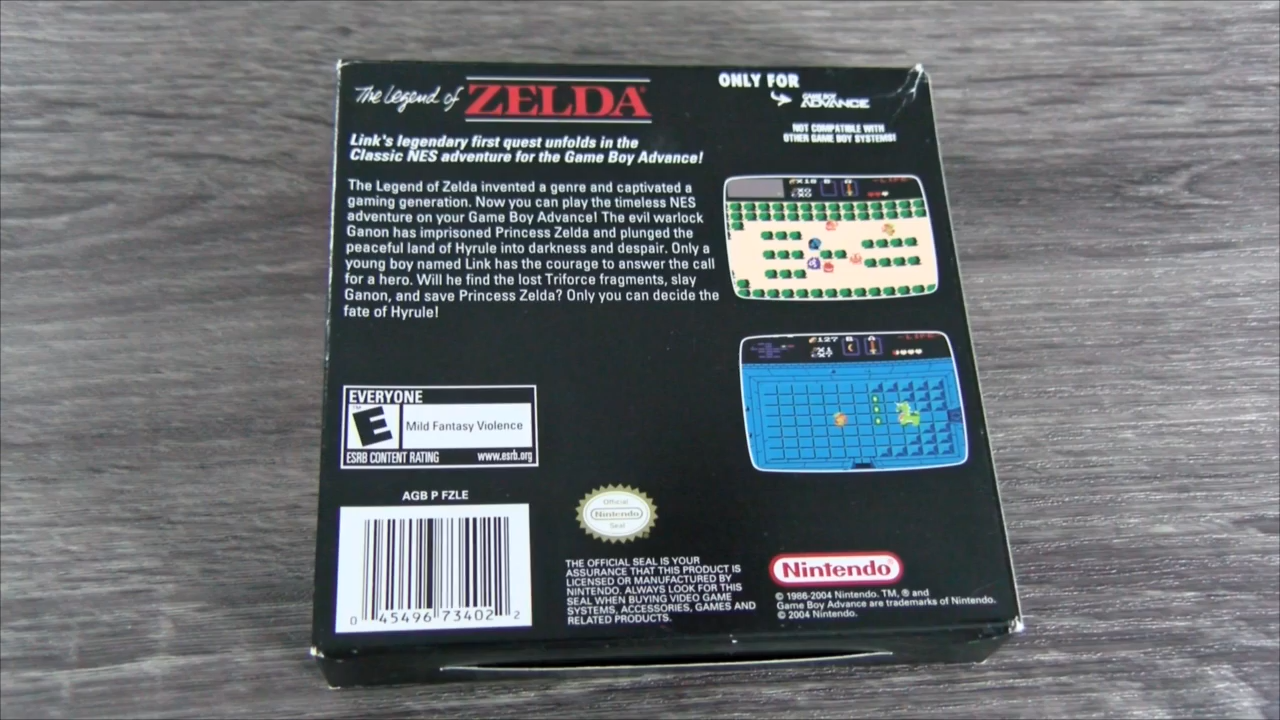 The Legend of ZELDA®
ONLY FOR
GAME BOY
ADVANCE
NOT COMPATIBLE WITH
OTHER GAME BOY SYSTEMS!
Link's legendary first quest unfolds in the
Classic NES adventure for the Game Boy Advance!
The Legend of Zelda invented a genre and captivated a
gaming generation. Now you can play the timeless NES
adventure on your Game Boy Advance! The evil warlock
Ganon has imprisoned Princess Zelda and plunged the
peaceful land of Hyrule into darkness and despair. Only a
young boy named Link has the courage to answer the call
for a hero. Will he find the lost Triforce fragments, slay
Ganon, and save Princess Zelda? Only you can decide the
fate of Hyrule!
X18 B A -LIFE-
X0
X0
127 B A -LIFE-
X1
X7
EVERYONE
E™
Mild Fantasy Violence
ESRB CONTENT RATING www.esrb.org
AGB P FZLE
0 45496 73402 2
Official
Nintendo
Seal
THE OFFICIAL SEAL IS YOUR
ASSURANCE THAT THIS PRODUCT IS
LICENSED OR MANUFACTURED BY
NINTENDO. ALWAYS LOOK FOR THIS
SEAL WHEN BUYING VIDEO GAME
SYSTEMS, ACCESSORIES, GAMES AND
RELATED PRODUCTS.
Nintendo®
© 1986-2004 Nintendo. TM, ® and
Game Boy Advance are trademarks of Nintendo.
© 2004 Nintendo.